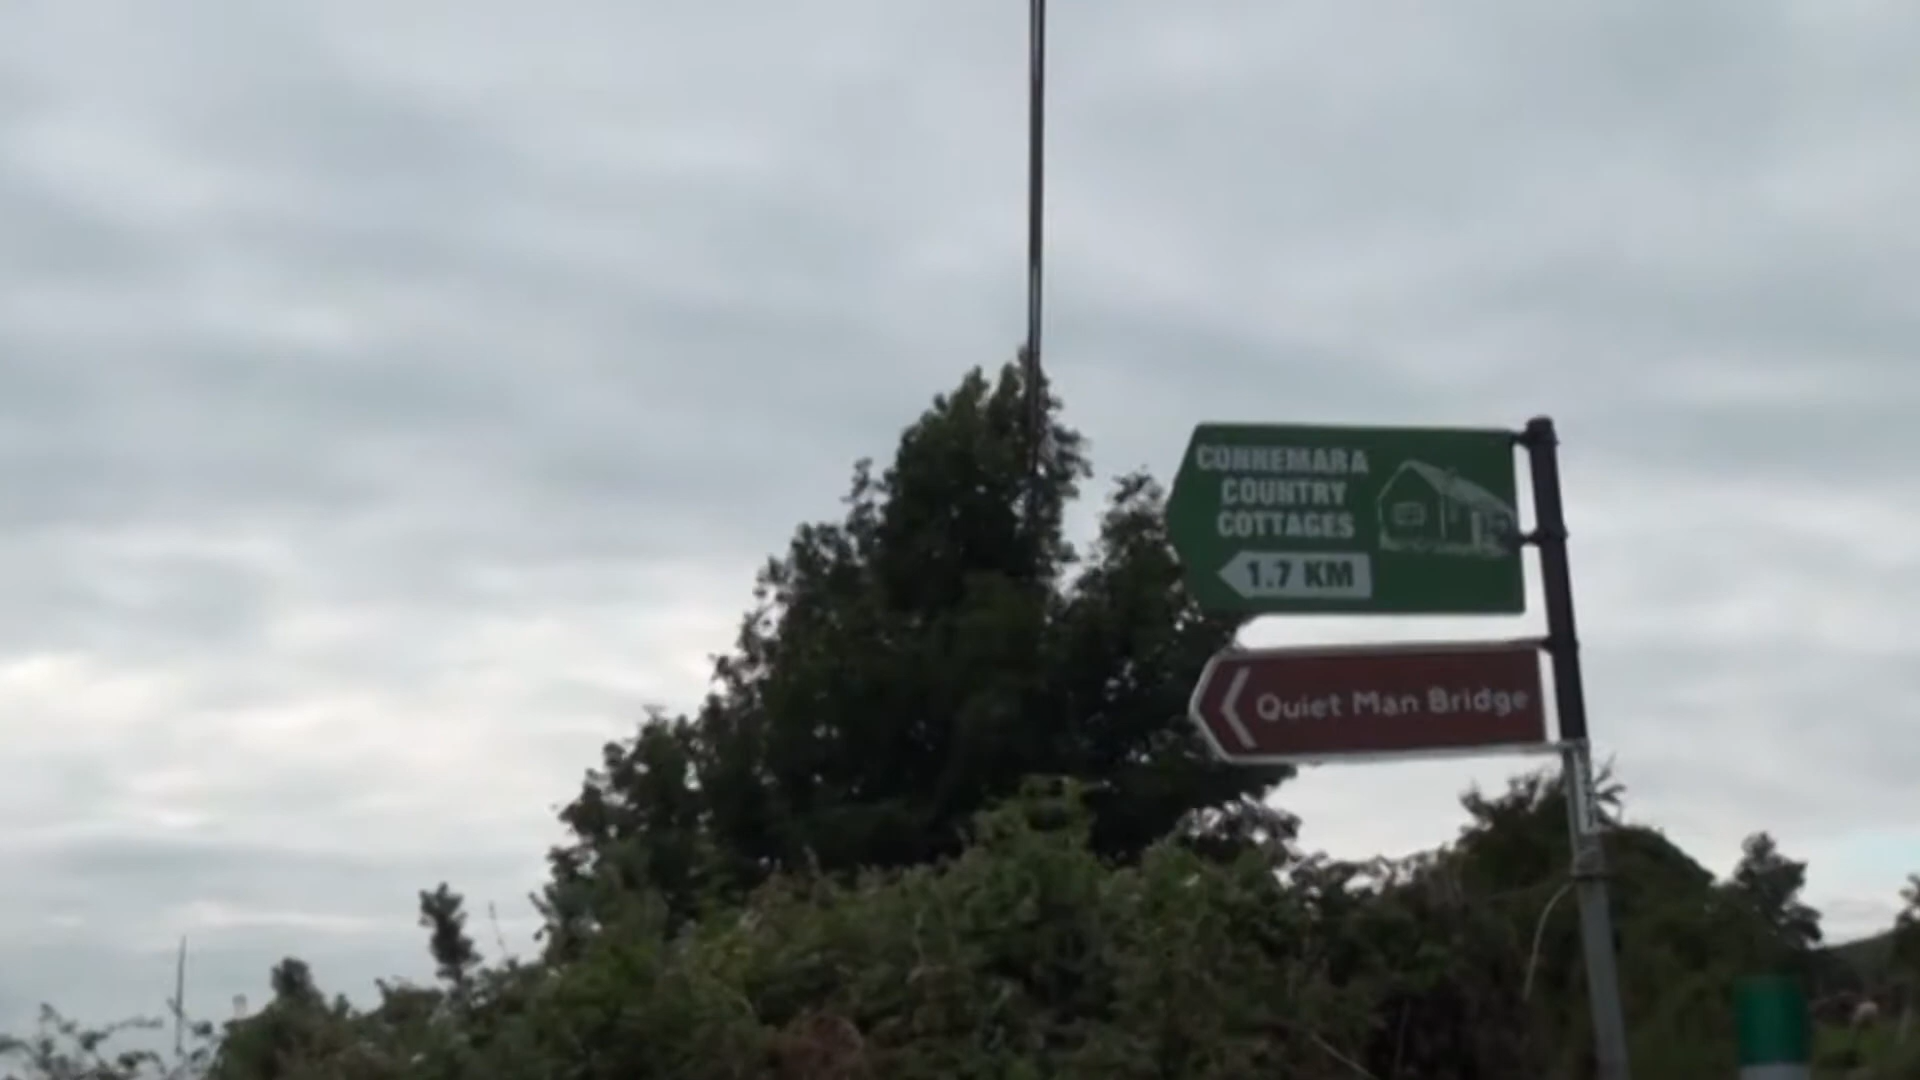 CONNEMARA
COUNTRY
COTTAGES
1.7 KM
Quiet Man Bridge